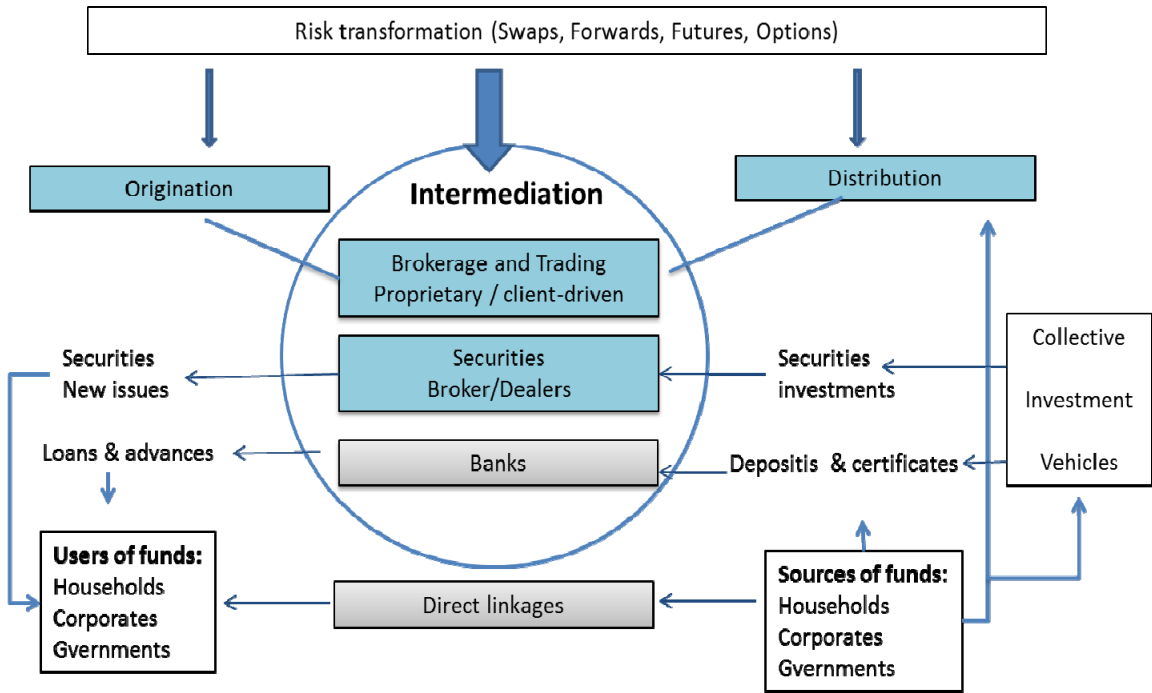 Risk transformation (Swaps, Forwards, Futures, Options)
Origination
Intermediation
Distribution
Brokerage and Trading
Proprietary / client-driven
Securities
New issues
Securities
Broker/Dealers
Securities
investments
Collective
Investment
Vehicles
Loans & advances
Banks
Depositis & certificates
Users of funds:
Households
Corporates
Gvernments
Direct linkages
Sources of funds:
Households
Corporates
Gvernments